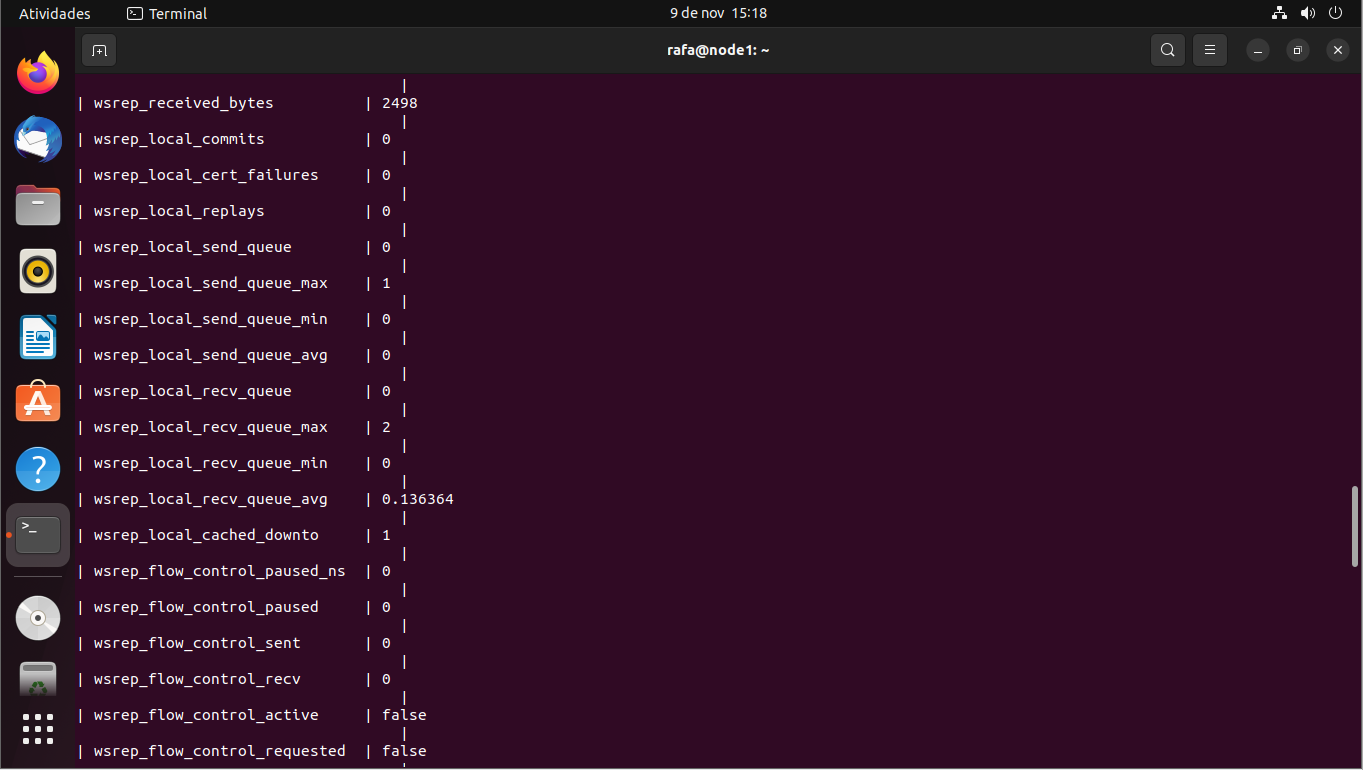 Atividades Terminal 9 de nov 15:18
rafa@node1: ~
|
| wsrep_received_bytes | 2498
|
| wsrep_local_commits | 0
|
| wsrep_local_cert_failures | 0
|
| wsrep_local_replays | 0
|
| wsrep_local_send_queue | 0
|
| wsrep_local_send_queue_max | 1
|
| wsrep_local_send_queue_min | 0
|
| wsrep_local_send_queue_avg | 0
|
| wsrep_local_recv_queue | 0
|
| wsrep_local_recv_queue_max | 2
|
| wsrep_local_recv_queue_min | 0
|
| wsrep_local_recv_queue_avg | 0.136364
|
| wsrep_local_cached_downto | 1
|
| wsrep_flow_control_paused_ns | 0
|
| wsrep_flow_control_paused | 0
|
| wsrep_flow_control_sent | 0
|
| wsrep_flow_control_recv | 0
|
| wsrep_flow_control_active | false
|
| wsrep_flow_control_requested | false